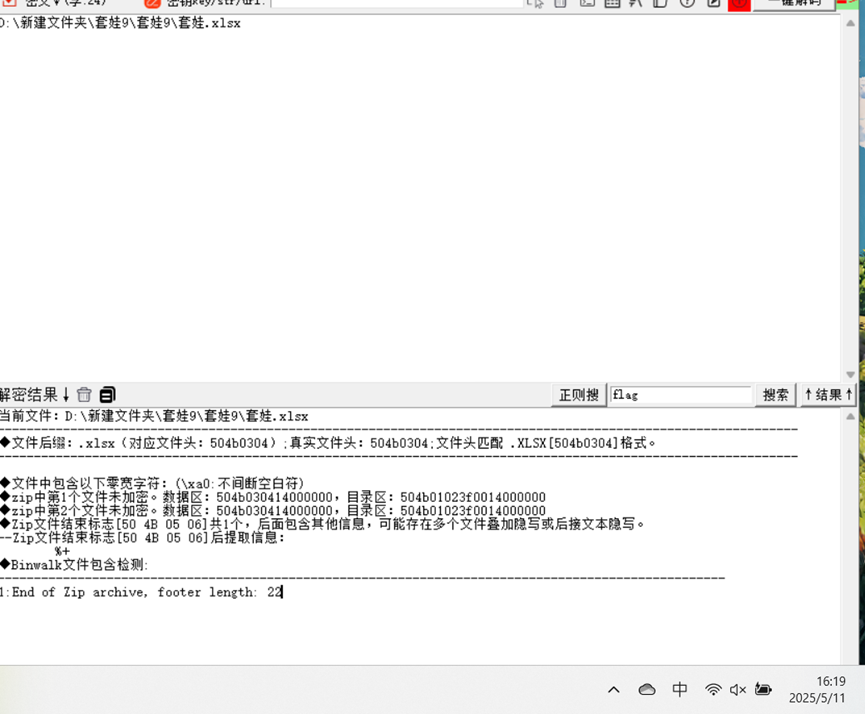 密文↓(字:24)
密钥key/str/url:
一键解码
D:\新建文件夹\套娃9\套娃9\套娃.xlsx
解密结果↓
正则搜
flag
搜索
↑结果↑
当前文件: D:\新建文件夹\套娃9\套娃9\套娃.xlsx
◆文件后缀: .xlsx (对应文件头: 504b0304) ;真实文件头: 504b0304;文件头匹配 .XLSX[504b0304]格式。
◆文件中包含以下零宽字符: (\xa0:不间断空白符)
◆zip中第1个文件未加密。数据区: 504b030414000000, 目录区: 504b01023f0014000000
◆zip中第2个文件未加密。数据区: 504b030414000000, 目录区: 504b01023f0014000000
◆Zip文件结束标志[50 4B 05 06]共1个, 后面包含其他信息, 可能存在多个文件叠加隐写或后接文本隐写。
--Zip文件结束标志[50 4B 05 06]后提取信息:
%+
◆Binwalk文件包含检测:
1:End of Zip archive, footer length: 22
中
16:19
2025/5/11